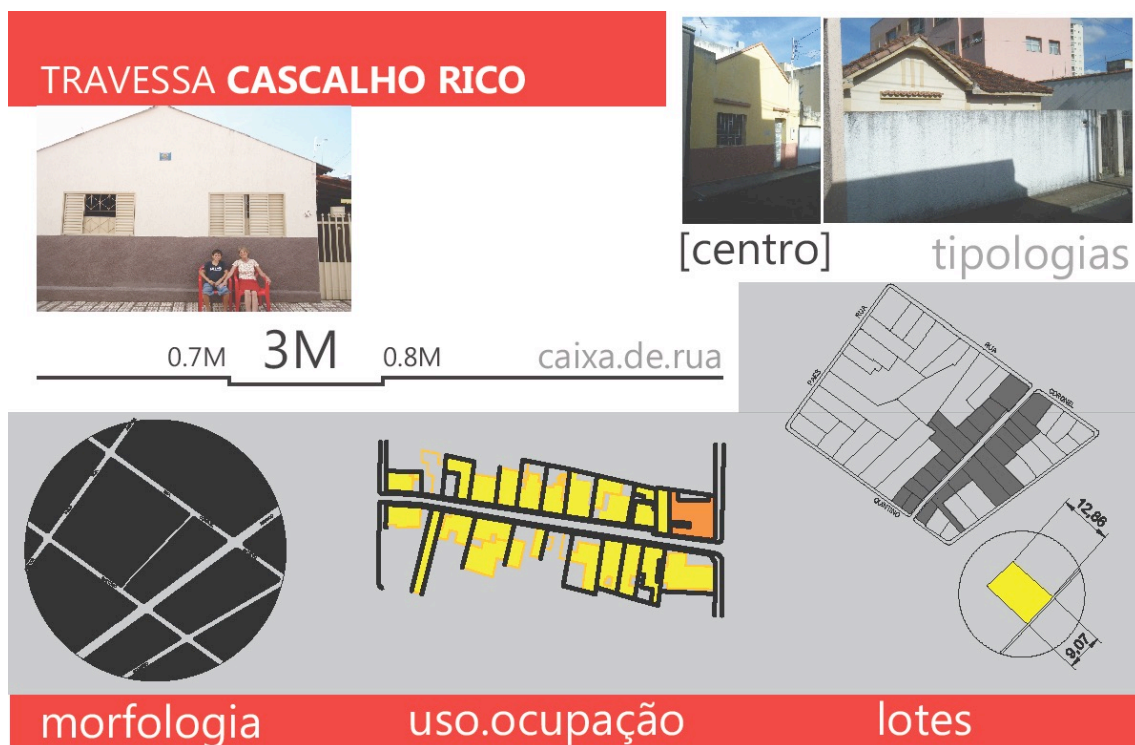 TRAVESSA CASCALHO RICO
[centro]
tipologias
0.7M 3M 0.8M
caixa.de.rua
RUA
RUA
PAES
CORONEL
QUINTINO
12,86
9,07
morfologia
uso.ocupação
lotes